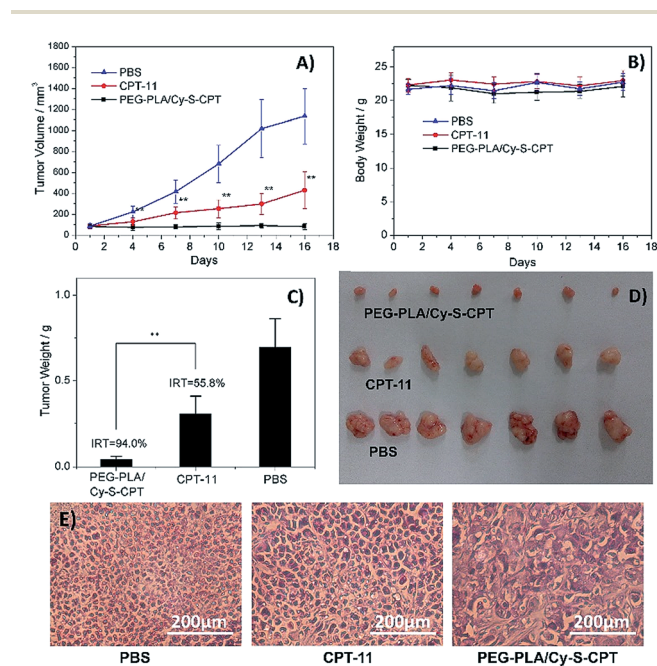 A)
1800
1600
1400
1200
1000
800
600
400
200
0
Tumor Volume / mm³
PBS
CPT-11
PEG-PLA/Cy-S-CPT
**
**
**
**
**
0 2 4 6 8 10 12 14 16 18
Days
B)
30
25
20
15
10
5
0
Body Weight / g
PBS
CPT-11
PEG-PLA/Cy-S-CPT
0 2 4 6 8 10 12 14 16 18
Days
C)
1.0
0.5
0.0
Tumor Weight / g
**
IRT=94.0%
IRT=55.8%
PEG-PLA/
Cy-S-CPT
CPT-11
PBS
D)
PEG-PLA/Cy-S-CPT
CPT-11
PBS
E)
200μm
200μm
200μm
PBS
CPT-11
PEG-PLA/Cy-S-CPT